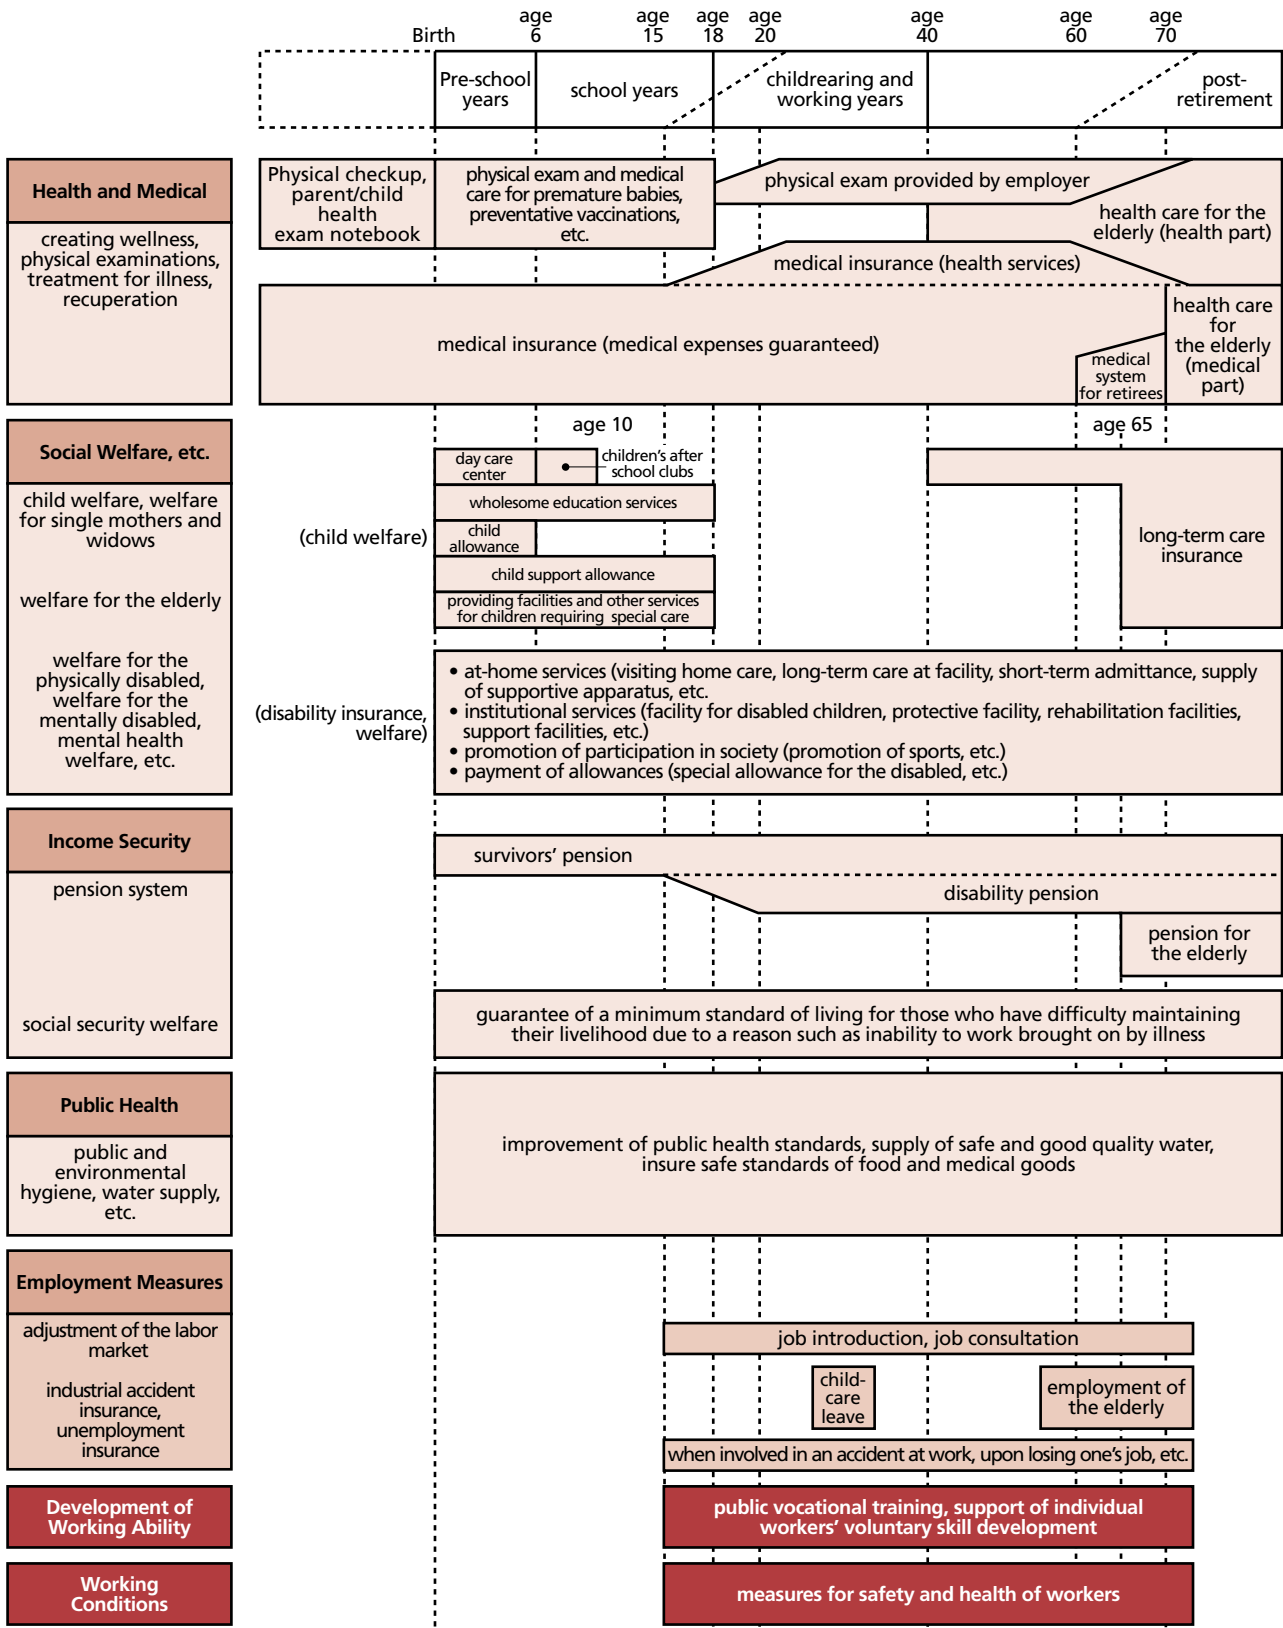 age
6
age
15
age
18
age
20
age
40
age
60
age
70
Birth
Pre-school
years
school years
childrearing and
working years
post-
retirement
Health and Medical
creating wellness,
physical examinations,
treatment for illness,
recuperation
Physical checkup,
parent/child
health
exam notebook
physical exam and medical
care for premature babies,
preventative vaccinations,
etc.
physical exam provided by employer
health care for the
elderly (health part)
medical insurance (health services)
medical insurance (medical expenses guaranteed)
medical
system
for retirees
health care
for
the elderly
(medical
part)
Social Welfare, etc.
child welfare, welfare
for single mothers and
widows
welfare for the elderly
welfare for the
physically disabled,
welfare for the
mentally disabled,
mental health
welfare, etc.
age 10
age 65
(child welfare)
day care
center
children's after
school clubs
wholesome education services
child
allowance
child support allowance
providing facilities and other services
for children requiring special care
long-term care
insurance
(disability insurance,
welfare)
• at-home services (visiting home care, long-term care at facility, short-term admittance, supply
of supportive apparatus, etc.
• institutional services (facility for disabled children, protective facility, rehabilitation facilities,
support facilities, etc.)
• promotion of participation in society (promotion of sports, etc.)
• payment of allowances (special allowance for the disabled, etc.)
Income Security
pension system
social security welfare
survivors' pension
disability pension
pension for
the elderly
guarantee of a minimum standard of living for those who have difficulty maintaining
their livelihood due to a reason such as inability to work brought on by illness
Public Health
public and
environmental
hygiene, water supply,
etc.
improvement of public health standards, supply of safe and good quality water,
insure safe standards of food and medical goods
Employment Measures
adjustment of the labor
market
industrial accident
insurance,
unemployment
insurance
job introduction, job consultation
child-
care
leave
employment of
the elderly
when involved in an accident at work, upon losing one's job, etc.
Development of
Working Ability
public vocational training, support of individual
workers' voluntary skill development
Working
Conditions
measures for safety and health of workers